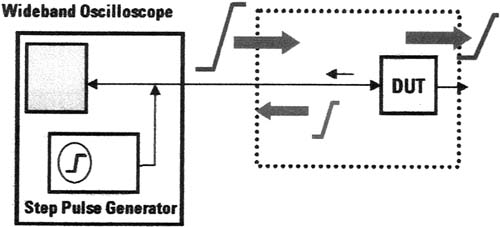 Wideband Oscilloscope
DUT
Step Pulse Generator